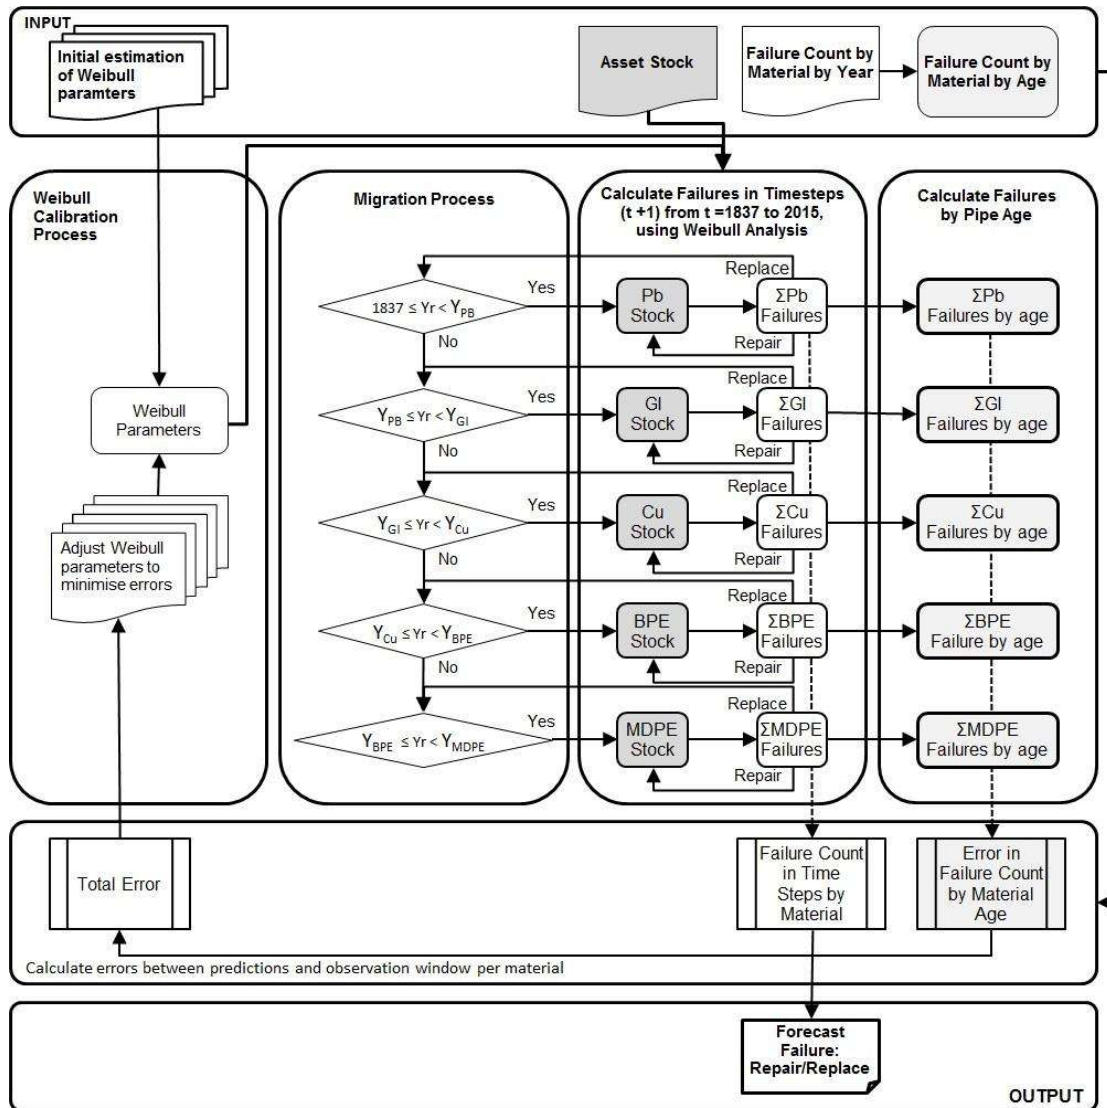 INPUT
Initial estimation
of Weibull
paramters
Asset Stock
Failure Count by
Material by Year
Failure Count by
Material by Age
Weibull
Calibration
Process
Migration Process
Calculate Failures in Timesteps
(t +1) from t =1837 to 2015,
using Weibull Analysis
Calculate Failures
by Pipe Age
1837 ≤ Yr < YPB
Yes
No
Pb
Stock
Replace
ΣPb
Failures
Repair
ΣPb
Failures by age
YPB ≤ Yr < YGI
Yes
No
GI
Stock
Replace
ΣGI
Failures
Repair
ΣGI
Failures by age
Weibull
Parameters
YGI ≤ Yr < YCu
Yes
No
Cu
Stock
Replace
ΣCu
Failures
Repair
ΣCu
Failures by age
Adjust Weibull
parameters to
minimise errors
YCu ≤ Yr < YBPE
Yes
No
BPE
Stock
Replace
ΣBPE
Failures
Repair
ΣBPE
Failure by age
YBPE ≤ Yr < YMDPE
Yes
MDPE
Stock
Replace
ΣMDPE
Failures
Repair
ΣMDPE
Failures by age
Total Error
Failure Count
in Time
Steps by
Material
Error in
Failure Count
by Material
Age
Calculate errors between predictions and observation window per material
Forecast
Failure:
Repair/Replace
OUTPUT